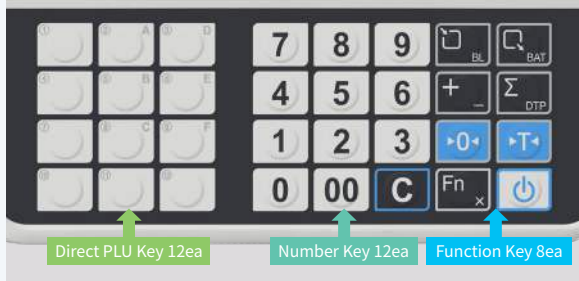 ① ② A ③ D
7 8 9 BL BAT
④ ⑤ B ⑥ E
4 5 6 + - Σ DTP
⑦ ⑧ C ⑨ F
1 2 3 ▸0◂ ▸T◂
⑩ ⑪ ⑫
0 00 C Fn ×
Direct PLU Key 12ea Number Key 12ea Function Key 8ea